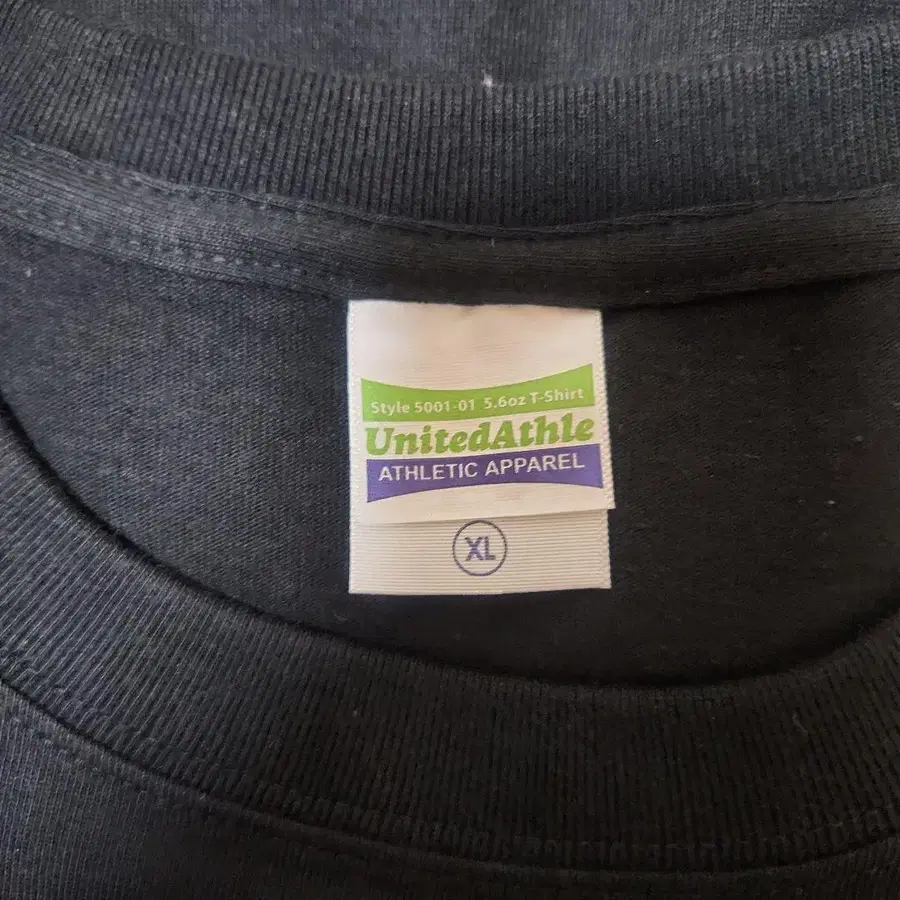 Style 5001-01 5.6oz T-Shirt
UnitedAthle
ATHLETIC APPAREL
XL